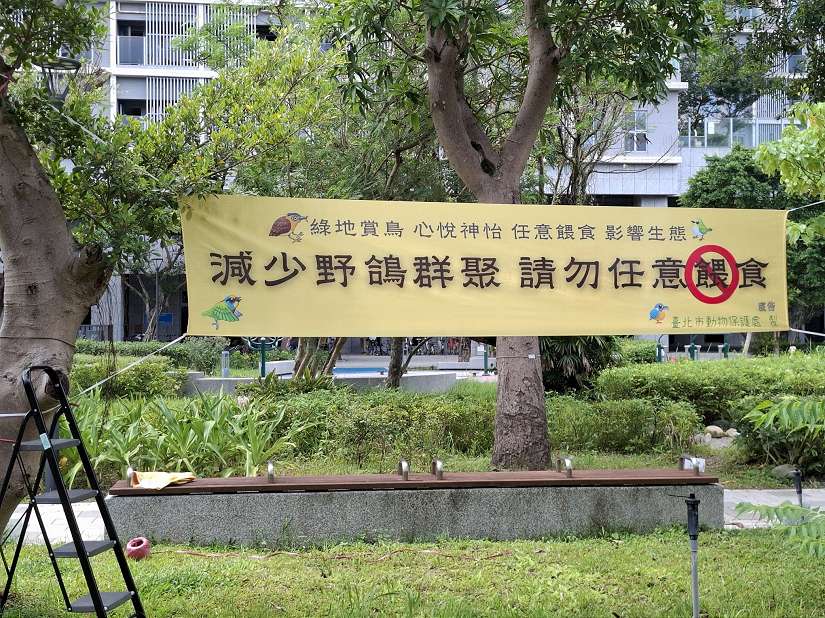 綠地賞鳥 心悅神怡 任意餵食 影響生態
減少野鴿群聚 請勿任意餵食
廣告
臺北市動物保護處 製